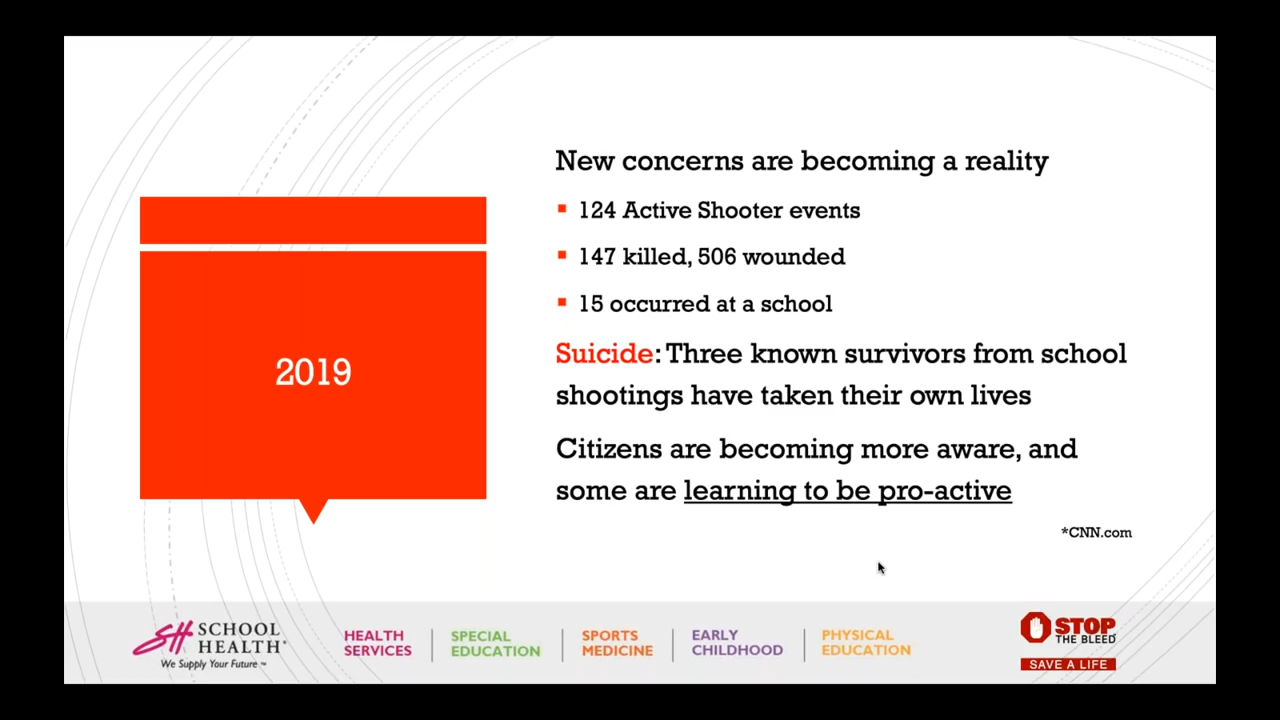 New concerns are becoming a reality
124 Active Shooter events
147 killed, 506 wounded
15 occurred at a school
2019
Suicide: Three known survivors from school
shootings have taken their own lives
Citizens are becoming more aware, and
some are learning to be pro-active
*CNN.com
SH SCHOOL
HEALTH
We Supply Your Future ™
HEALTH
SERVICES
SPECIAL
EDUCATION
SPORTS
MEDICINE
EARLY
CHILDHOOD
PHYSICAL
EDUCATION
STOP
THE BLEED
SAVE A LIFE